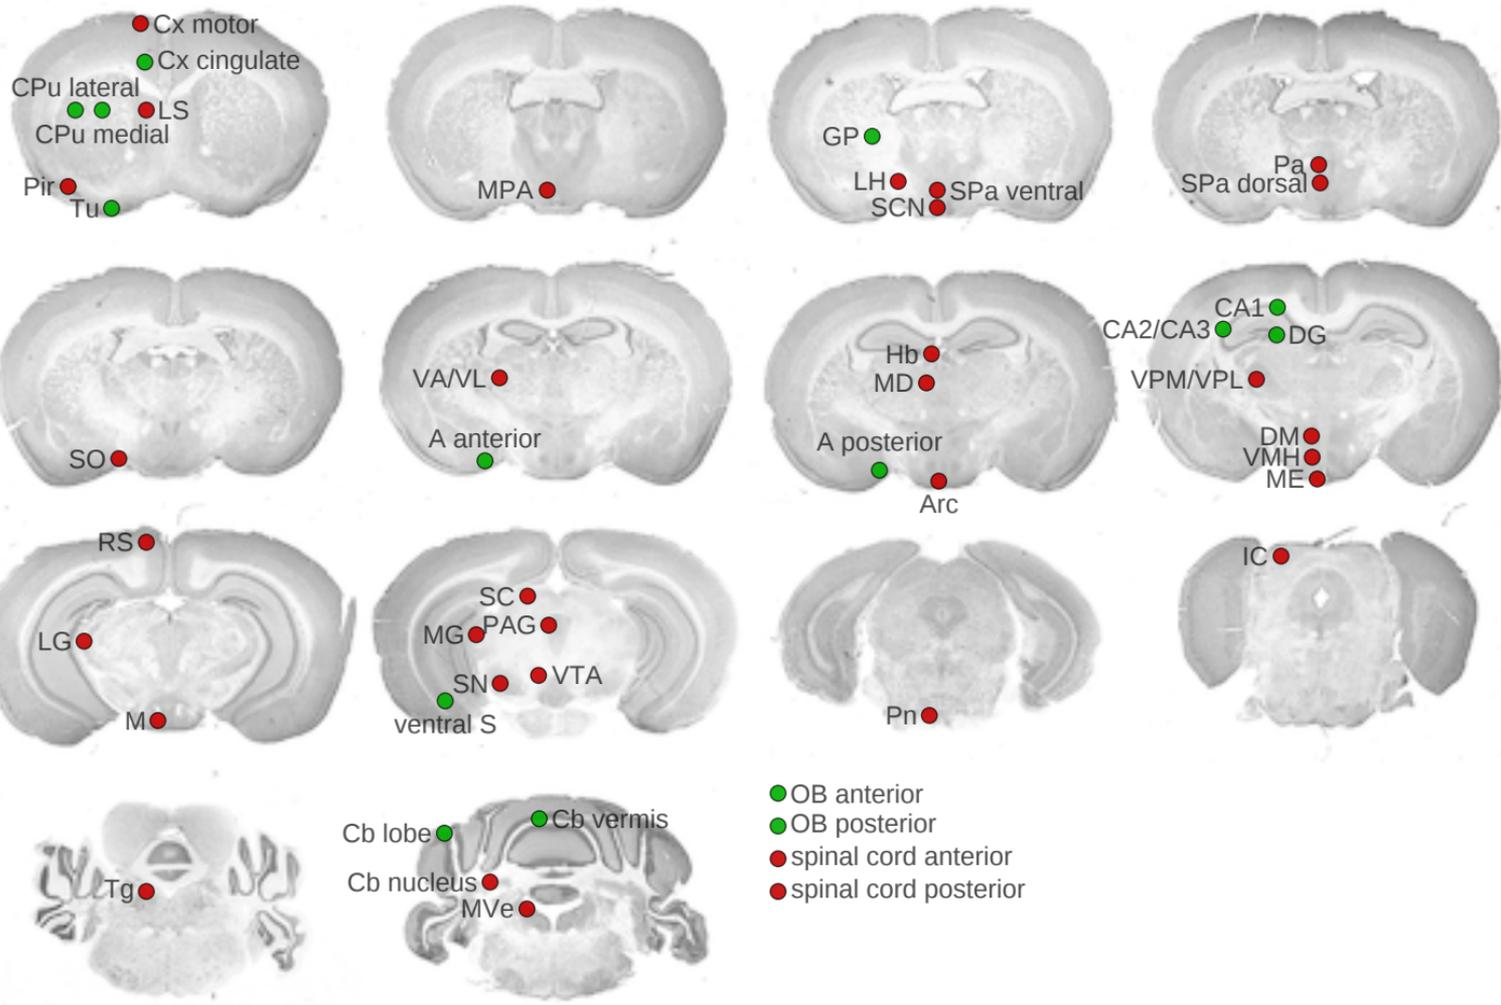 Cx motor
Cx cingulate
CPu lateral
LS
CPu medial
Pir
Tu
MPA
GP
LH
SPa ventral
SCN
Pa
SPa dorsal
SO
VA/VL
A anterior
Hb
MD
A posterior
Arc
CA1
CA2/CA3
DG
VPM/VPL
DM
VMH
ME
RS
LG
M
SC
MG
PAG
SN
VTA
ventral S
Pn
IC
Tg
Cb lobe
Cb vermis
Cb nucleus
MVe
OB anterior
OB posterior
spinal cord anterior
spinal cord posterior